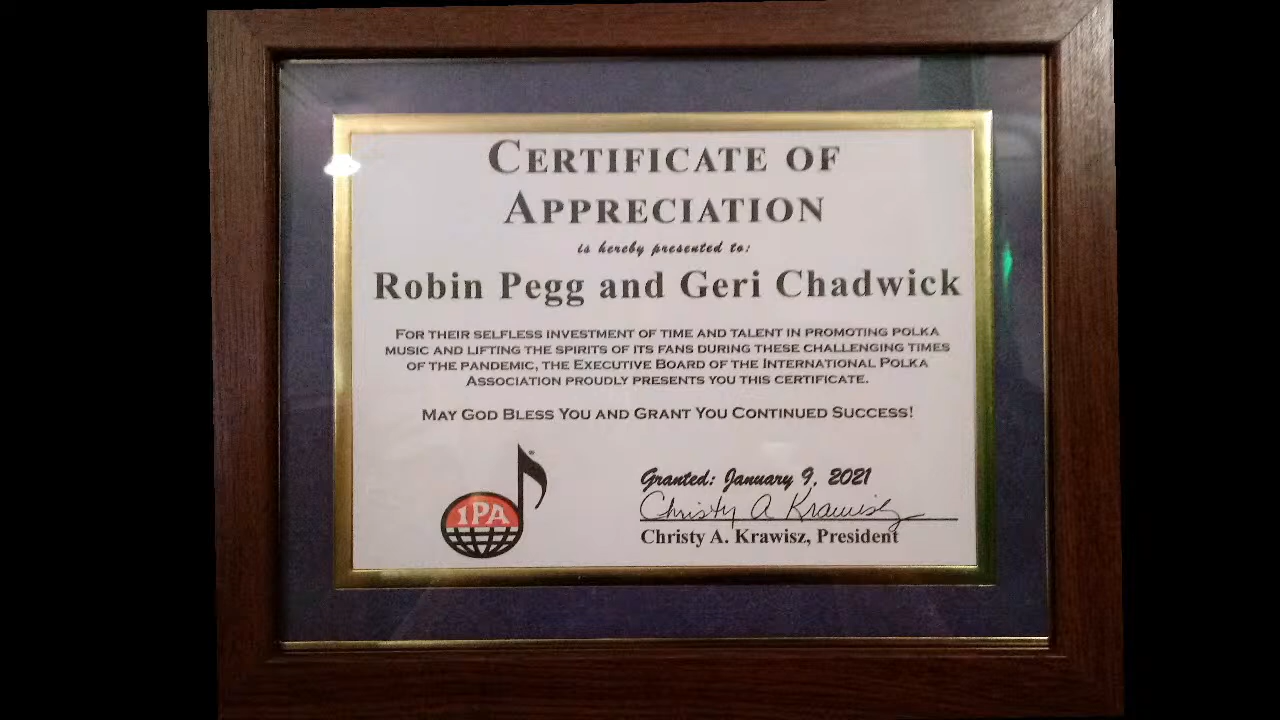 CERTIFICATE OF
APPRECIATION
is hereby presented to:
Robin Pegg and Geri Chadwick
FOR THEIR SELFLESS INVESTMENT OF TIME AND TALENT IN PROMOTING POLKA
MUSIC AND LIFTING THE SPIRITS OF ITS FANS DURING THESE CHALLENGING TIMES
OF THE PANDEMIC, THE EXECUTIVE BOARD OF THE INTERNATIONAL POLKA
ASSOCIATION PROUDLY PRESENTS YOU THIS CERTIFICATE.
MAY GOD BLESS YOU AND GRANT YOU CONTINUED SUCCESS!
IPA
Granted: January 9, 2021
Christy A Krawisz
Christy A. Krawisz, President